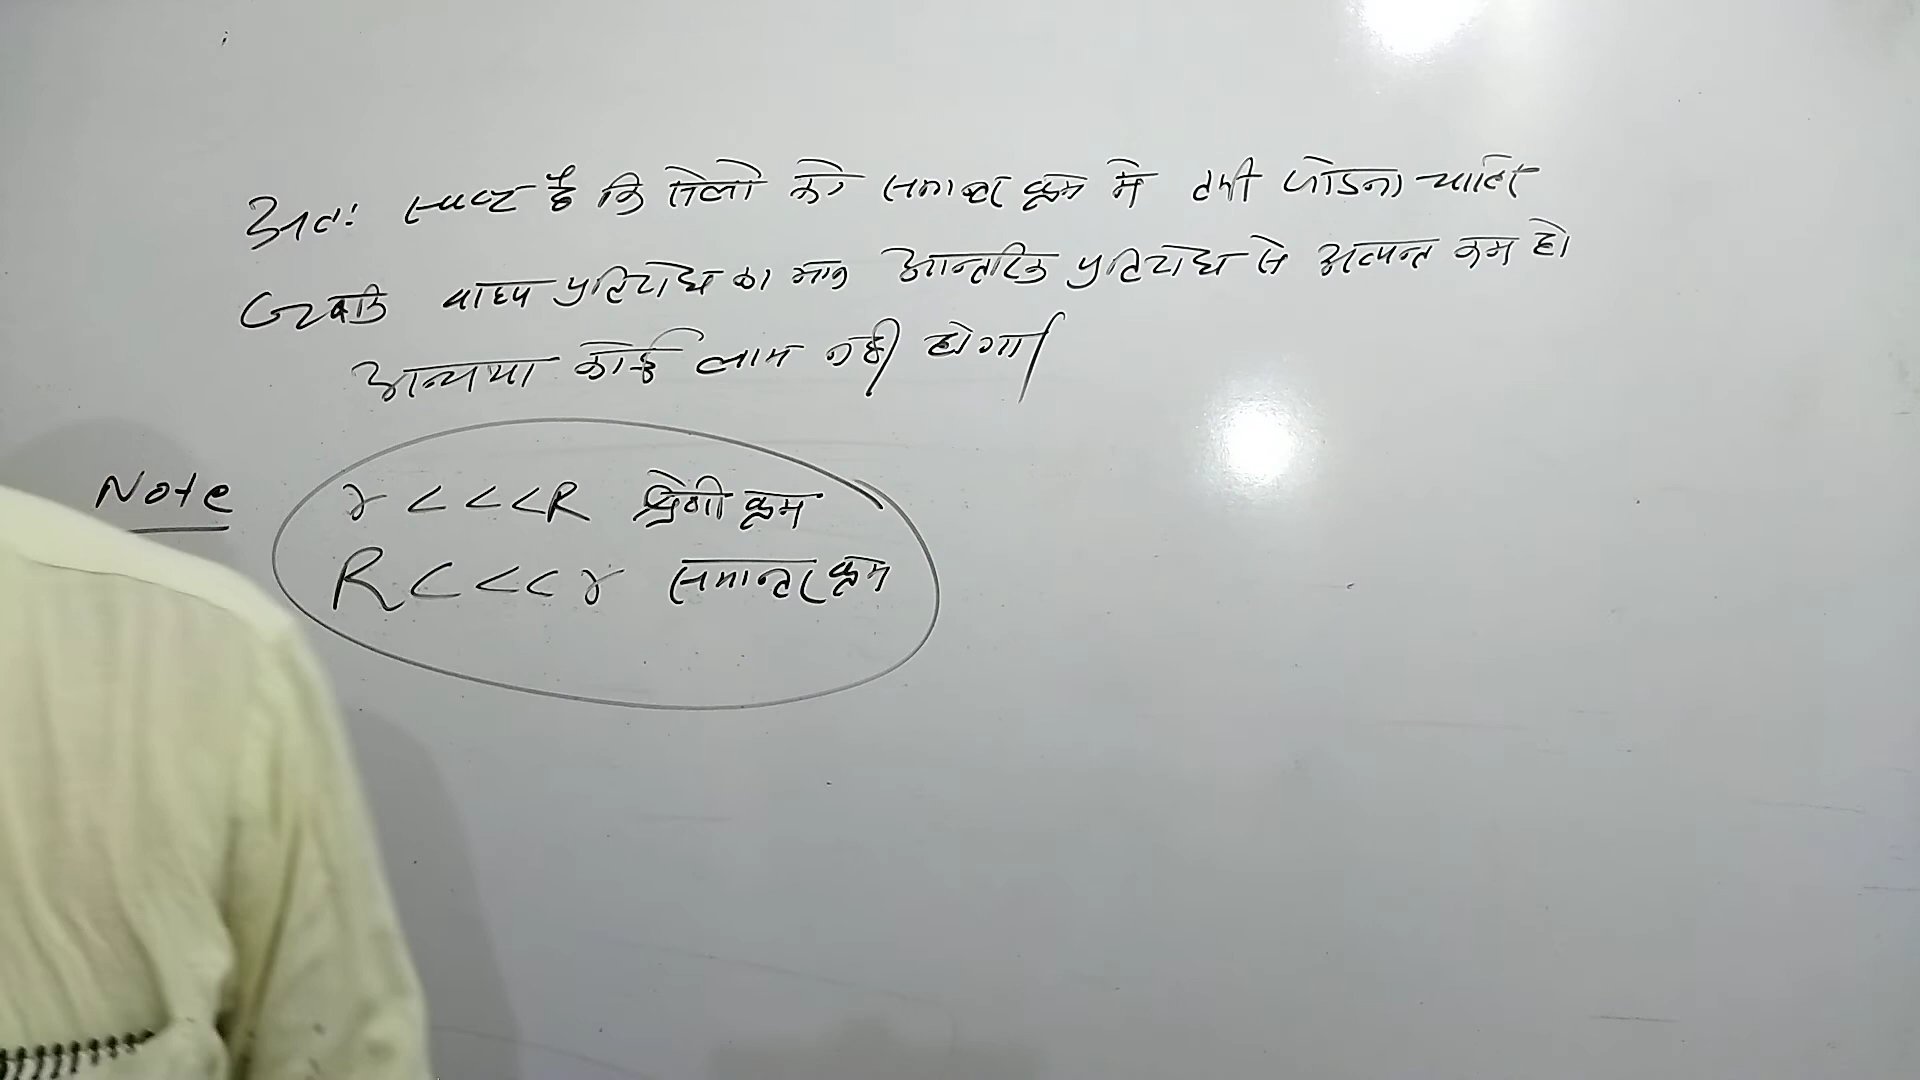 अतः स्पष्ट है कि सेलो को समान्तर क्रम में तभी जोडना चाहिए
जबकि बाह्य प्रतिरोध का मान आन्तरिक प्रतिरोध से अत्यन्त कम हो
अन्यथा कोई लाभ नहीं होगा।
Note
r < < < R श्रेणी क्रम
R < < < r समान्तर क्रम